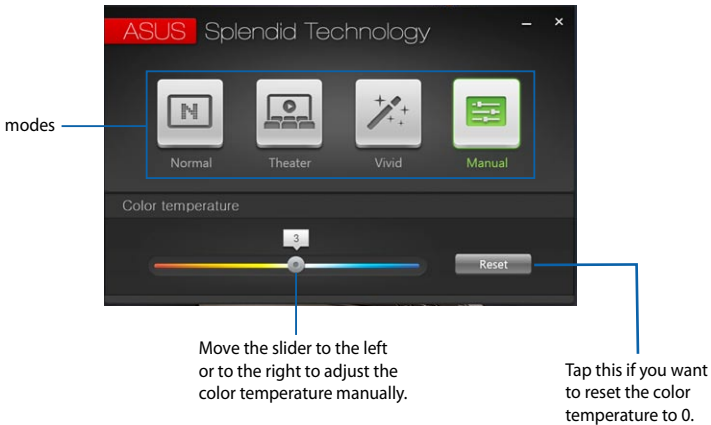 ASUS Splendid Technology
modes
N
Normal Theater Vivid Manual
Color temperature
3
Reset
Move the slider to the left
or to the right to adjust the
color temperature manually.
Tap this if you want
to reset the color
temperature to 0.